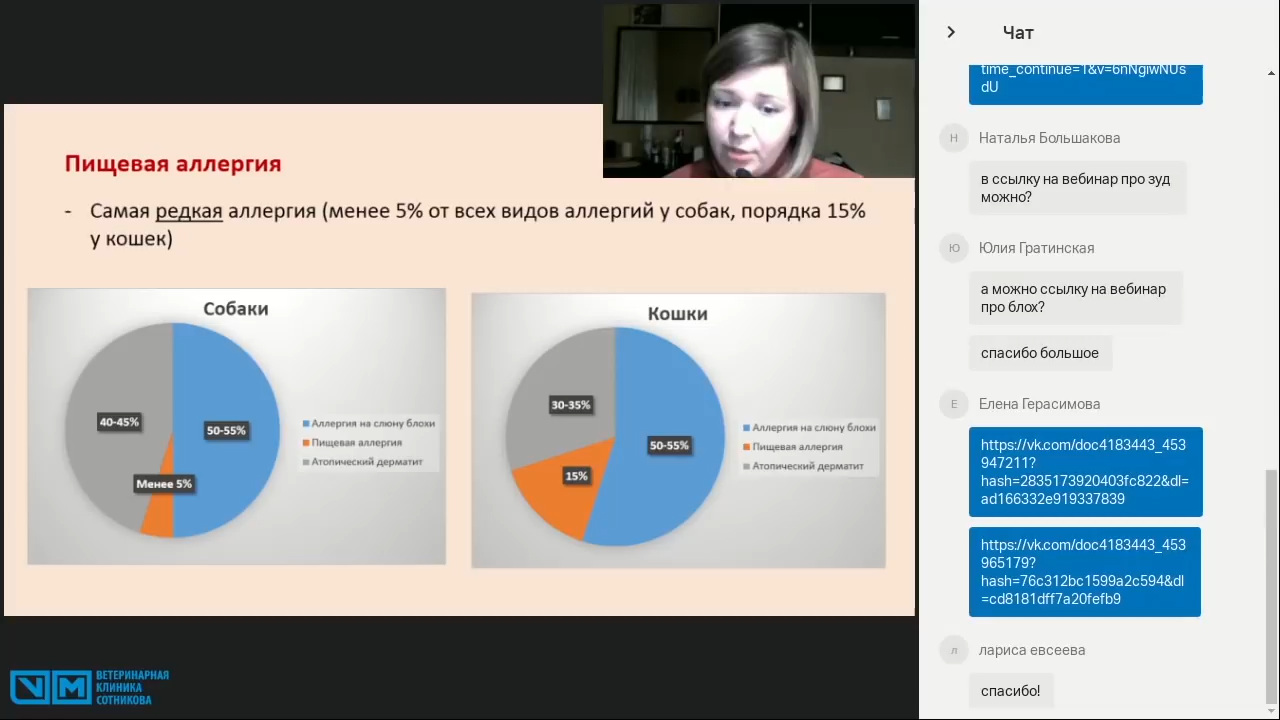 Пищевая аллергия
- Самая редкая аллергия (менее 5% от всех видов аллергий у собак, порядка 15%
у кошек)
Собаки
40-45%
50-55%
Менее 5%
Аллергия на слюну блохи
Пищевая аллергия
Атопический дерматит
Кошки
30-35%
50-55%
15%
Аллергия на слюну блохи
Пищевая аллергия
Атопический дерматит
VM
ВЕТЕРИНАРНАЯ
КЛИНИКА
СОТНИКОВА
Чат
time_continue=1&v=6nNgiwNUs
dU
Н
Наталья Большакова
в ссылку на вебинар про зуд
можно?
Ю
Юлия Гратинская
а можно ссылку на вебинар
про блох?
спасибо большое
Е
Елена Герасимова
https://vk.com/doc4183443_453
947211?
hash=2835173920403fc822&dl=
ad166332e919337839
https://vk.com/doc4183443_453
965179?
hash=76c312bc1599a2c594&dl
=cd8181dff7a20fefb9
л
лариса евсеева
спасибо!